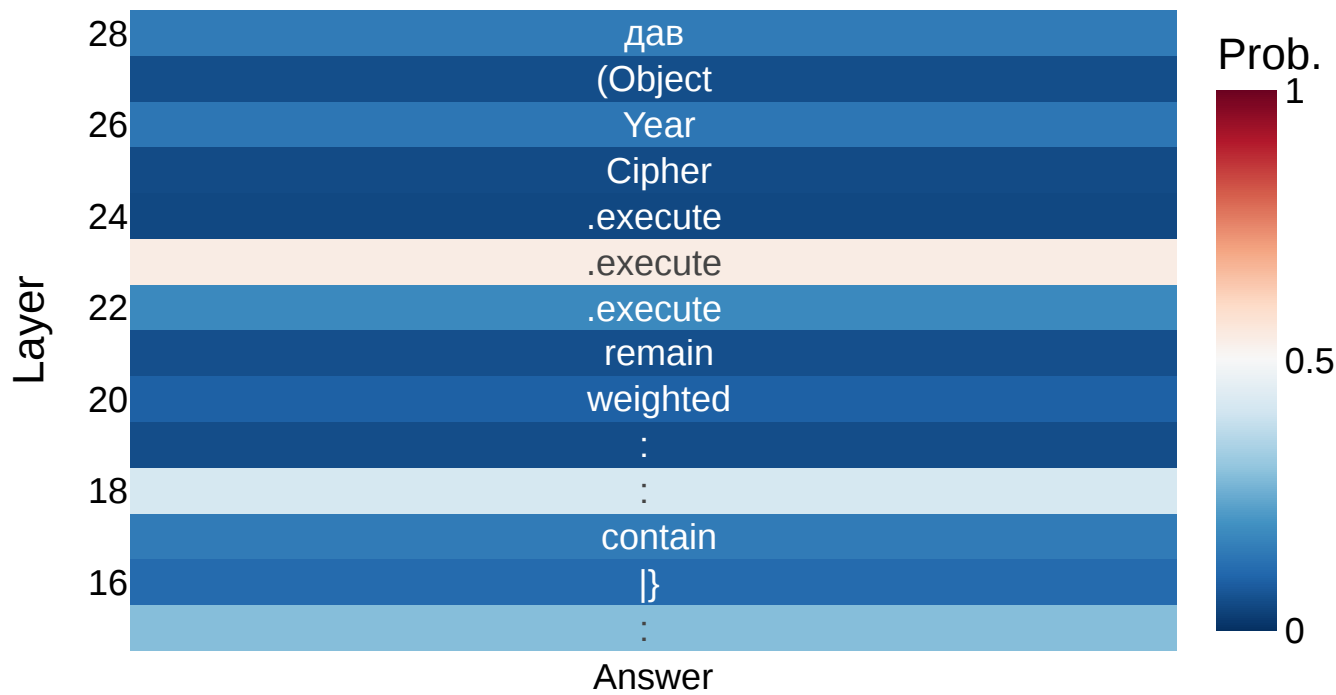 28 дав
(Object
26 Year
Cipher
24 .execute
.execute
22 .execute
remain
20 weighted
:
18 :
contain
16 |}
:
Answer
Layer
Prob.
1
0.5
0